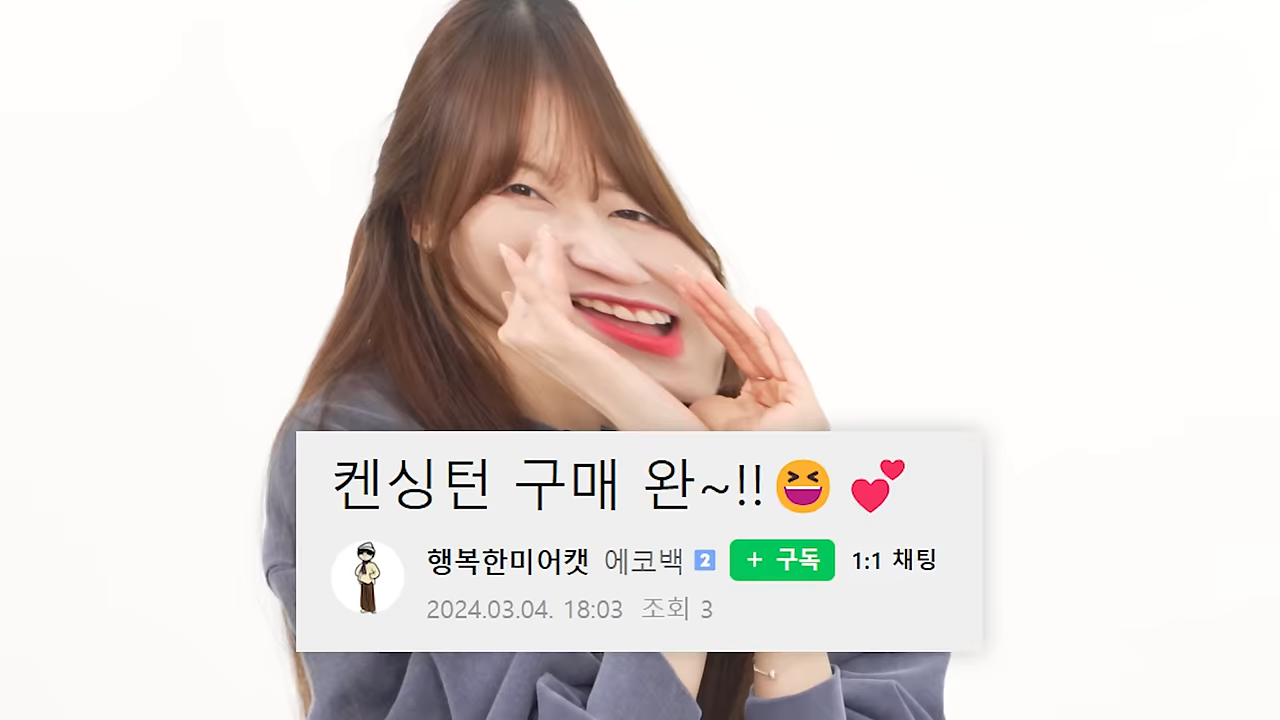 켄싱턴 구매 완~!!😆 💕
행복한미어캣 에코백 2 + 구독 1:1 채팅
2024.03.04. 18:03 조회 3